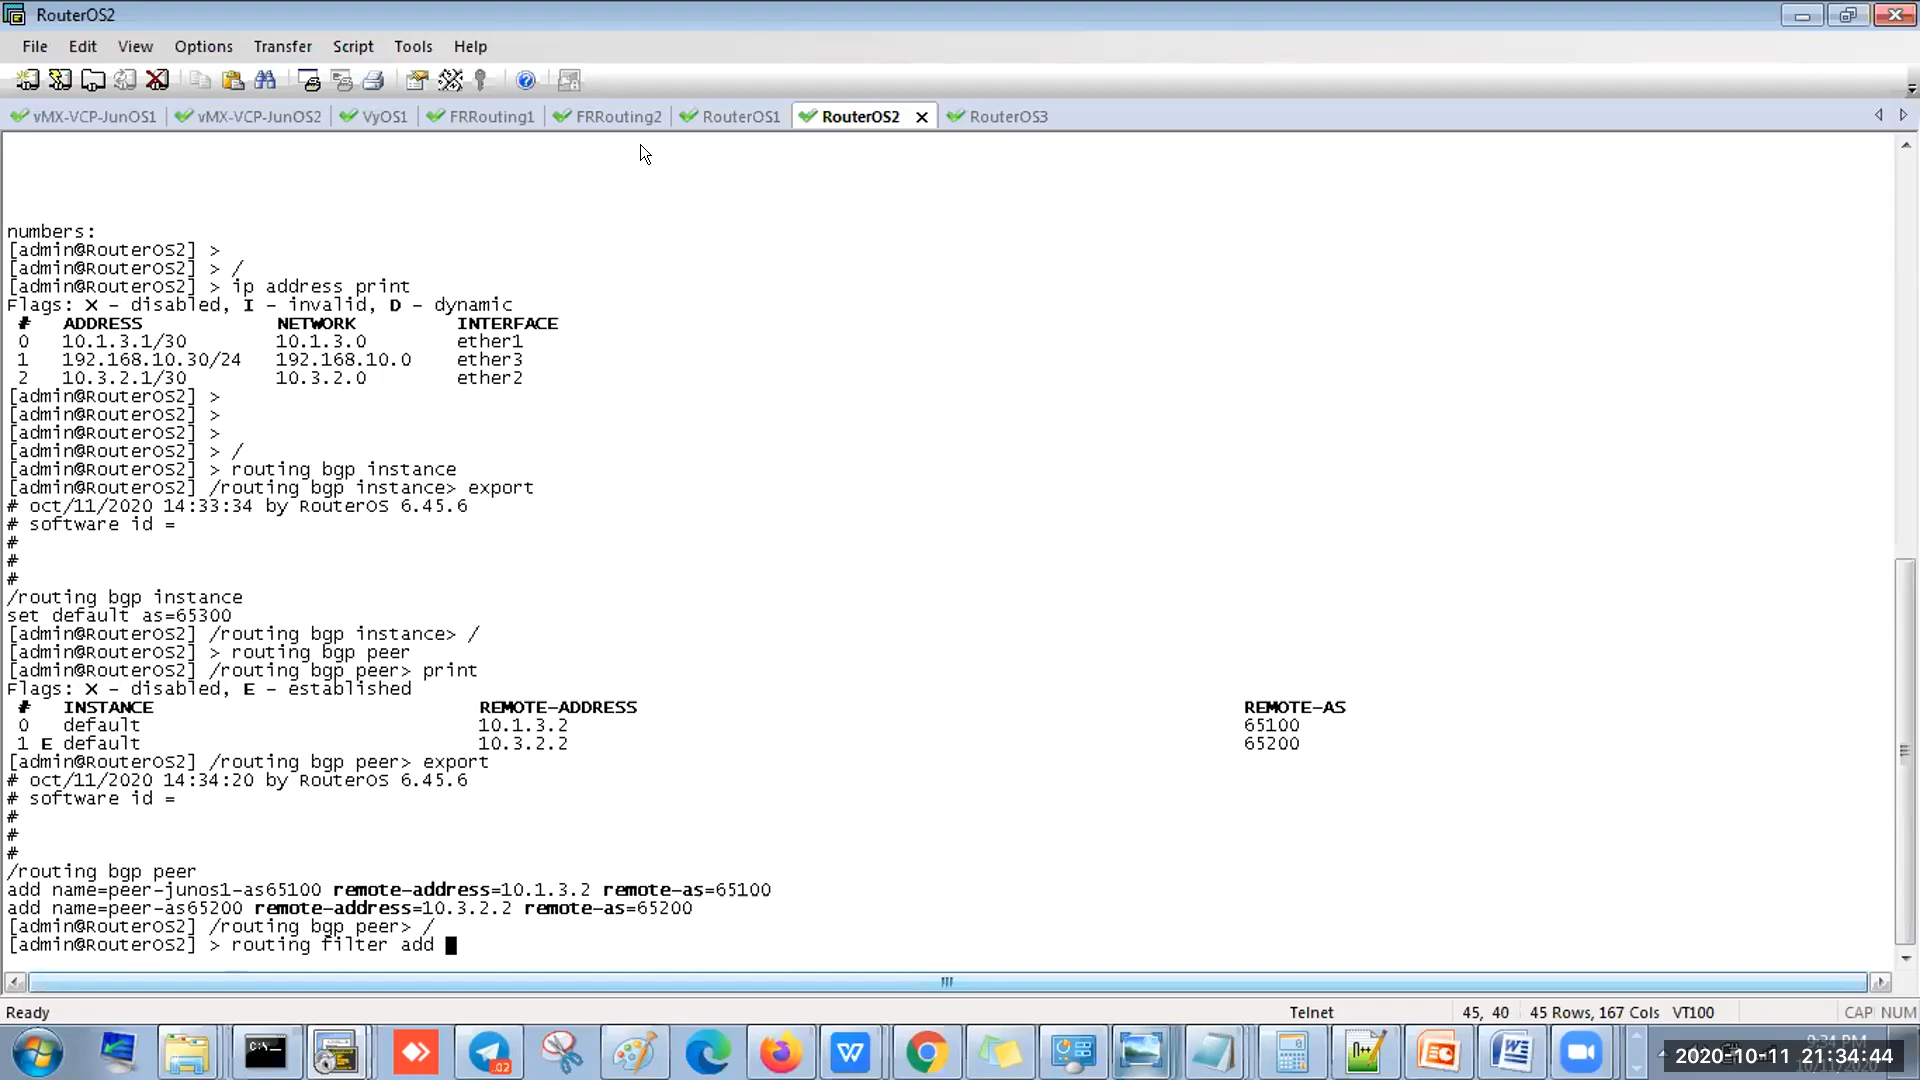 RouterOS2
File Edit View Options Transfer Script Tools Help
vMX-VCP-JunOS1 vMX-VCP-JunOS2 VyOS1 FRRouting1 FRRouting2 RouterOS1 RouterOS2 RouterOS3
numbers:
[admin@RouterOS2] >
[admin@RouterOS2] > /
[admin@RouterOS2] > ip address print
Flags: X - disabled, I - invalid, D - dynamic
# ADDRESS NETWORK INTERFACE
0 10.1.3.1/30 10.1.3.0 ether1
1 192.168.10.30/24 192.168.10.0 ether3
2 10.3.2.1/30 10.3.2.0 ether2
[admin@RouterOS2] >
[admin@RouterOS2] >
[admin@RouterOS2] >
[admin@RouterOS2] > /
[admin@RouterOS2] > routing bgp instance
[admin@RouterOS2] /routing bgp instance> export
# oct/11/2020 14:33:34 by RouterOS 6.45.6
# software id =
#
#
#
/routing bgp instance
set default as=65300
[admin@RouterOS2] /routing bgp instance> /
[admin@RouterOS2] > routing bgp peer
[admin@RouterOS2] /routing bgp peer> print
Flags: X - disabled, E - established
# INSTANCE REMOTE-ADDRESS REMOTE-AS
0 default 10.1.3.2 65100
1 E default 10.3.2.2 65200
[admin@RouterOS2] /routing bgp peer> export
# oct/11/2020 14:34:20 by RouterOS 6.45.6
# software id =
#
#
#
/routing bgp peer
add name=peer-junos1-as65100 remote-address=10.1.3.2 remote-as=65100
add name=peer-as65200 remote-address=10.3.2.2 remote-as=65200
[admin@RouterOS2] /routing bgp peer> /
[admin@RouterOS2] > routing filter add
Ready Telnet 45, 40 45 Rows, 167 Cols VT100 CAP NUM
9:34 PM
2020-10-11 21:34:44